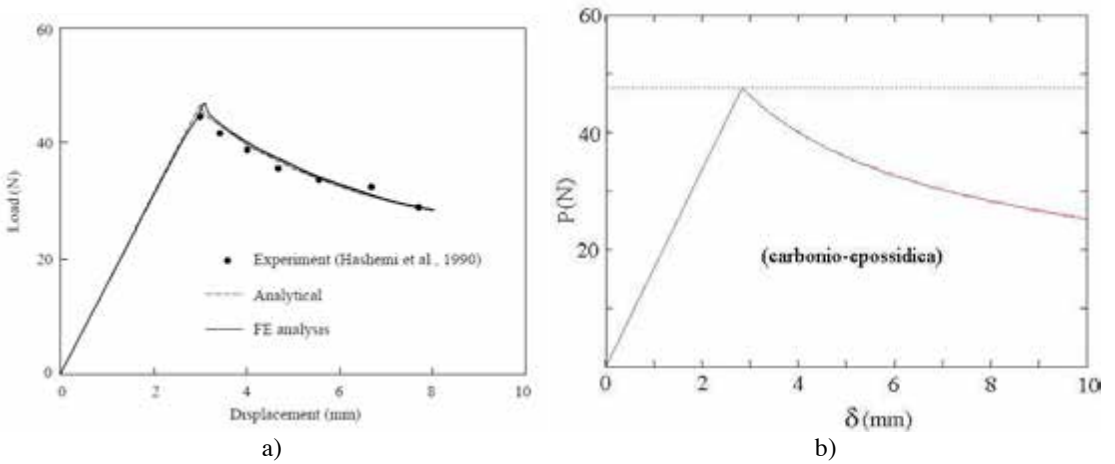 60
40
20
0
Load (N)
Experiment (Hashemi et al., 1990)
Analytical
FE analysis
0 2 4 6 8 10
Displacement (mm)
a)
60
40
20
P(N)
(carbonio-epossidica)
0 2 4 6 8 10
δ (mm)
b)